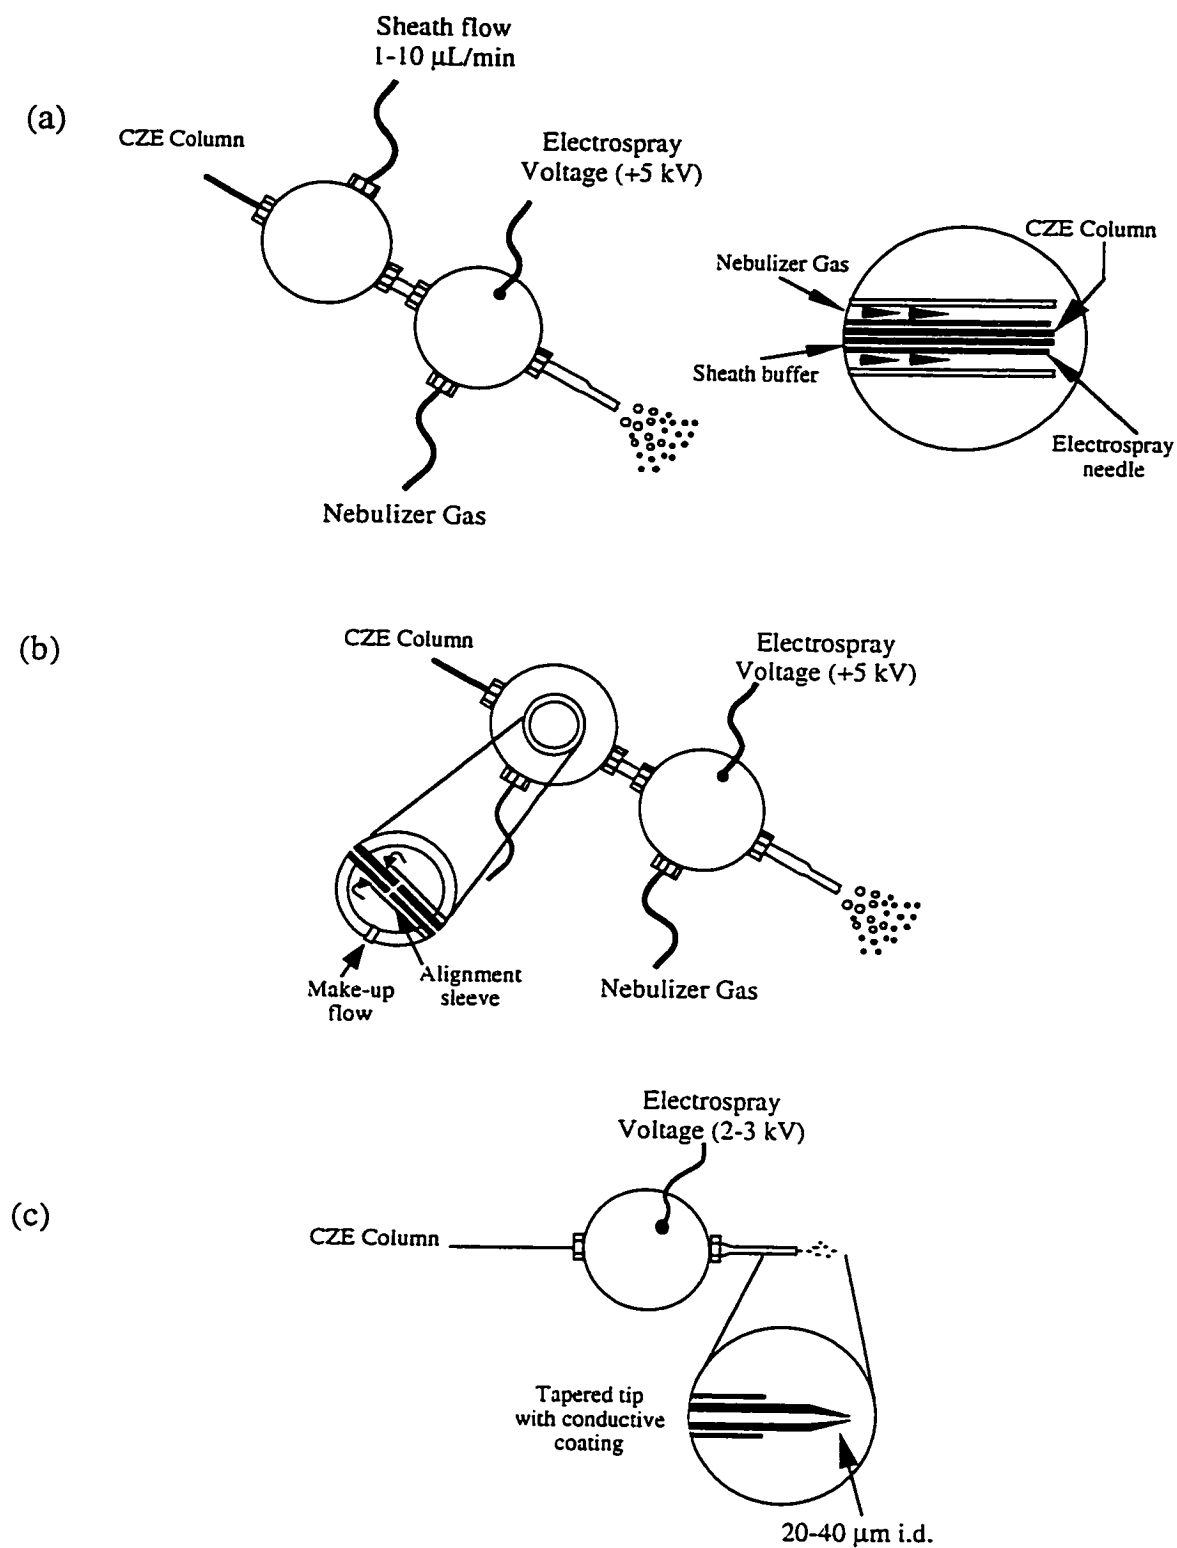 (a)
Sheath flow
1-10 μL/min
CZE Column
Electrospray
Voltage (+5 kV)
Nebulizer Gas
CZE Column
Nebulizer Gas
Sheath buffer
Electrospray
needle
(b)
CZE Column
Electrospray
Voltage (+5 kV)
Make-up
flow
Alignment
sleeve
Nebulizer Gas
(c)
Electrospray
Voltage (2-3 kV)
CZE Column
Tapered tip
with conductive
coating
20-40 μm i.d.